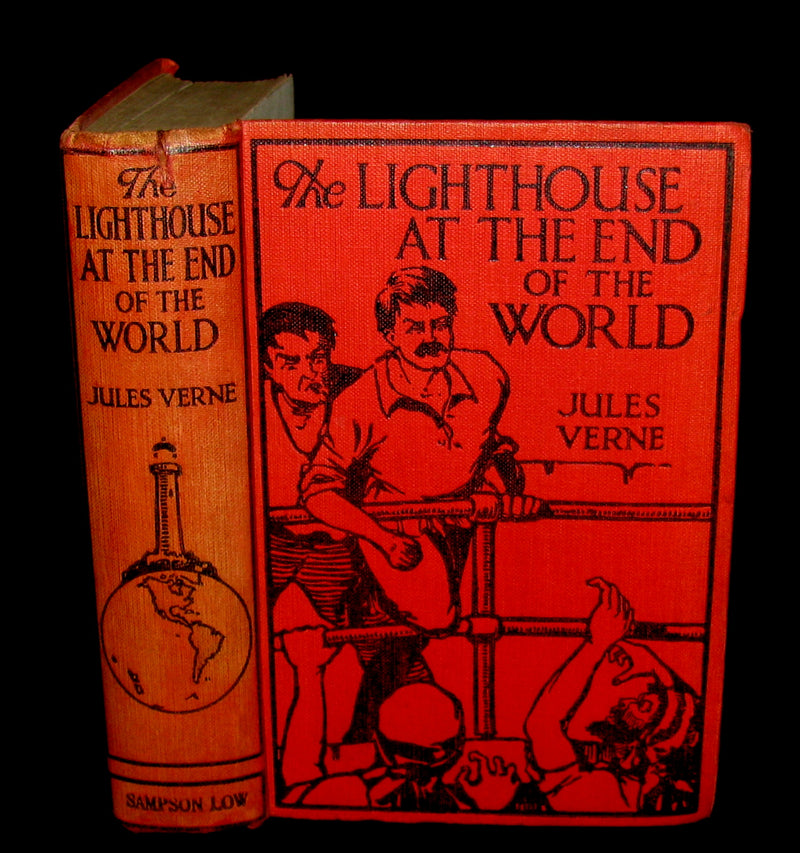 The
LIGHTHOUSE
AT THE END
OF THE
WORLD
JULES VERNE
SAMPSON LOW
The LIGHTHOUSE
AT THE END
OF THE
WORLD
JULES
VERNE